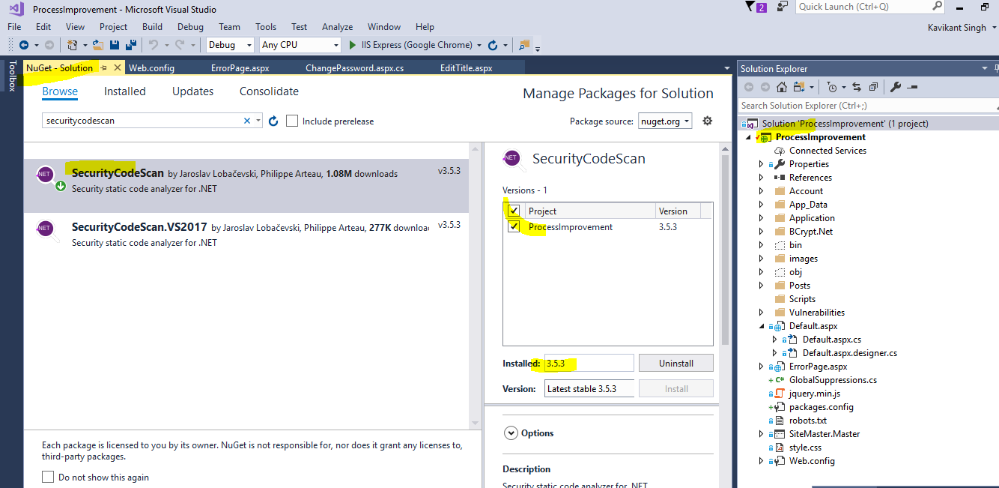 ProcessImprovement - Microsoft Visual Studio
2
Quick Launch (Ctrl+Q)
File Edit View Project Build Debug Team Tools Test Analyze Window Help
Kavikant Singh
Debug Any CPU IIS Express (Google Chrome)
Toolbox
NuGet - Solution Web.config ErrorPage.aspx ChangePassword.aspx.cs EditTitle.aspx
Browse Installed Updates Consolidate
Manage Packages for Solution
securitycodescan
Include prerelease
Package source: nuget.org
.NET
SecurityCodeScan by Jaroslav Lobačevski, Philippe Arteau, 1.08M downloads
v3.5.3
Security static code analyzer for .NET
.NET
SecurityCodeScan.VS2017 by Jaroslav Lobačevski, Philippe Arteau, 277K downloa
v3.5.3
Security static code analyzer for .NET
Each package is licensed to you by its owner. NuGet is not responsible for, nor does it grant any licenses to,
third-party packages.
Do not show this again
.NET
SecurityCodeScan
Versions - 1
Project Version
ProcessImprovement 3.5.3
Installed: 3.5.3 Uninstall
Version: Latest stable 3.5.3 Install
Options
Description
Security static code analyzer for .NET
Solution Explorer
Search Solution Explorer (Ctrl+;)
Solution 'ProcessImprovement' (1 project)
ProcessImprovement
Connected Services
Properties
References
Account
App_Data
Application
BCrypt.Net
bin
images
obj
Posts
Scripts
Vulnerabilities
Default.aspx
Default.aspx.cs
Default.aspx.designer.cs
ErrorPage.aspx
C# GlobalSuppressions.cs
jquery.min.js
packages.config
robots.txt
SiteMaster.Master
style.css
Web.config